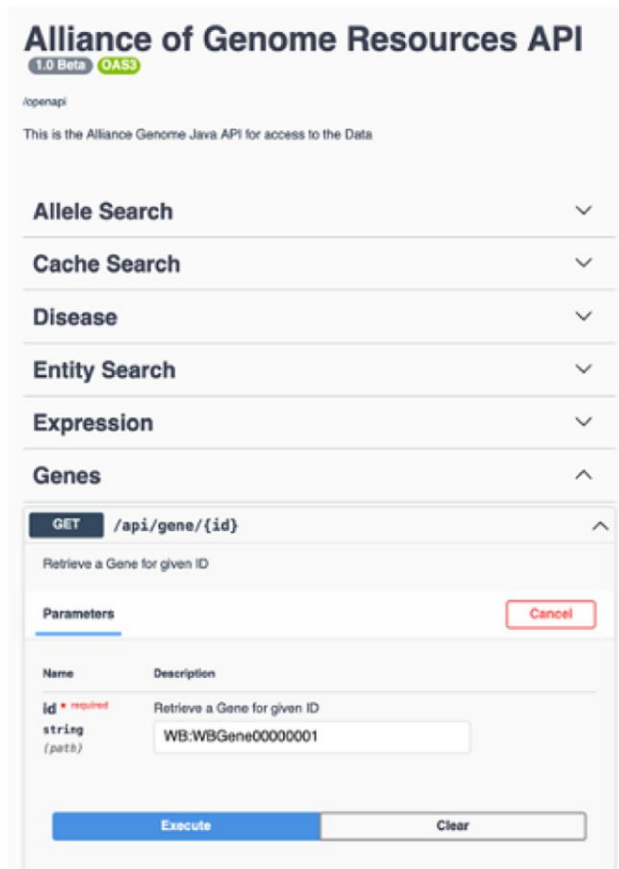 Alliance of Genome Resources API
1.0 Beta OAS3
/openapi
This is the Alliance Genome Java API for access to the Data
Allele Search
Cache Search
Disease
Entity Search
Expression
Genes
GET /api/gene/{id}
Retrieve a Gene for given ID
Parameters Cancel
Name Description
id * required Retrieve a Gene for given ID
string WB:WBGene00000001
(path)
Execute Clear